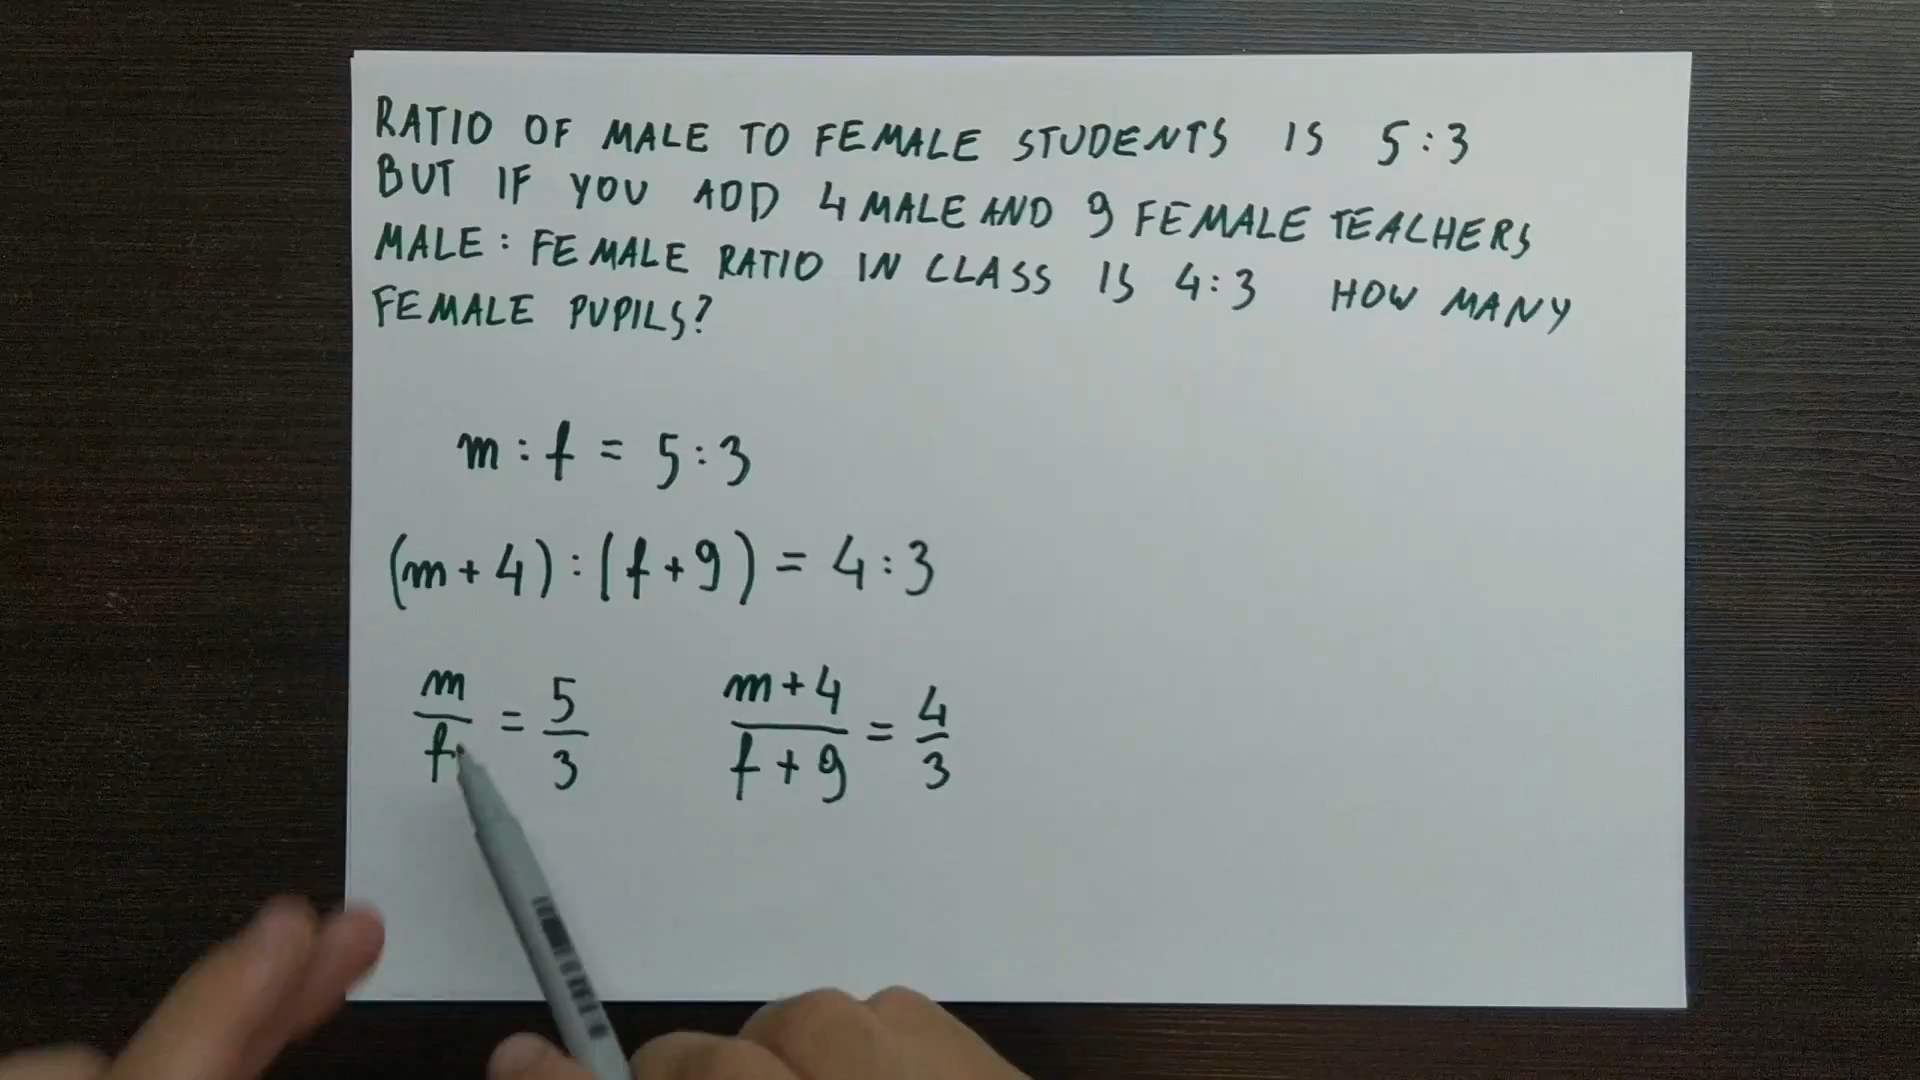 RATIO OF MALE TO FEMALE STUDENTS IS 5:3
BUT IF YOU ADD 4 MALE AND 9 FEMALE TEACHERS
MALE: FEMALE RATIO IN CLASS IS 4:3 HOW MANY
FEMALE PUPILS?
m : f = 5:3
(m+4):(f+9) = 4:3
m/f = 5/3    m+4/f+9 = 4/3